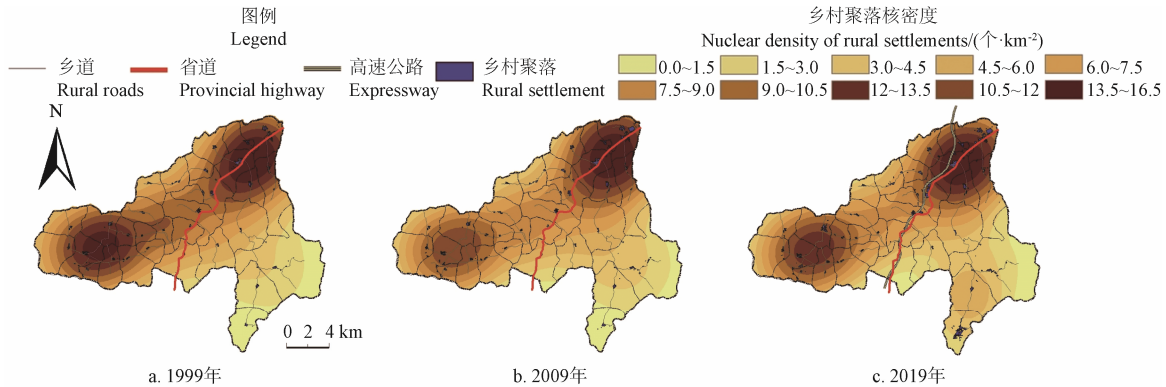 图例
Legend
乡道 省道 高速公路 乡村聚落
Rural roads Provincial highway Expressway Rural settlement
乡村聚落核密度
Nuclear density of rural settlements/(个·km⁻²)
0.0~1.5 1.5~3.0 3.0~4.5 4.5~6.0 6.0~7.5
7.5~9.0 9.0~10.5 12~13.5 10.5~12 13.5~16.5
N
0 2 4 km
a. 1999年 b. 2009年 c. 2019年